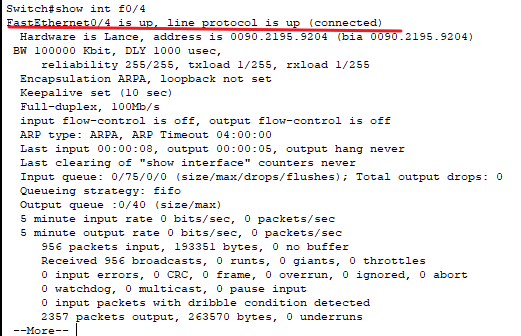 Switch#show int f0/4
FastEthernet0/4 is up, line protocol is up (connected)
Hardware is Lance, address is 0090.2195.9204 (bia 0090.2195.9204)
BW 100000 Kbit, DLY 1000 usec,
reliability 255/255, txload 1/255, rxload 1/255
Encapsulation ARPA, loopback not set
Keepalive set (10 sec)
Full-duplex, 100Mb/s
input flow-control is off, output flow-control is off
ARP type: ARPA, ARP Timeout 04:00:00
Last input 00:00:08, output 00:00:05, output hang never
Last clearing of "show interface" counters never
Input queue: 0/75/0/0 (size/max/drops/flushes); Total output drops: 0
Queueing strategy: fifo
Output queue :0/40 (size/max)
5 minute input rate 0 bits/sec, 0 packets/sec
5 minute output rate 0 bits/sec, 0 packets/sec
956 packets input, 193351 bytes, 0 no buffer
Received 956 broadcasts, 0 runts, 0 giants, 0 throttles
0 input errors, 0 CRC, 0 frame, 0 overrun, 0 ignored, 0 abort
0 watchdog, 0 multicast, 0 pause input
0 input packets with dribble condition detected
2357 packets output, 263570 bytes, 0 underruns
--More--